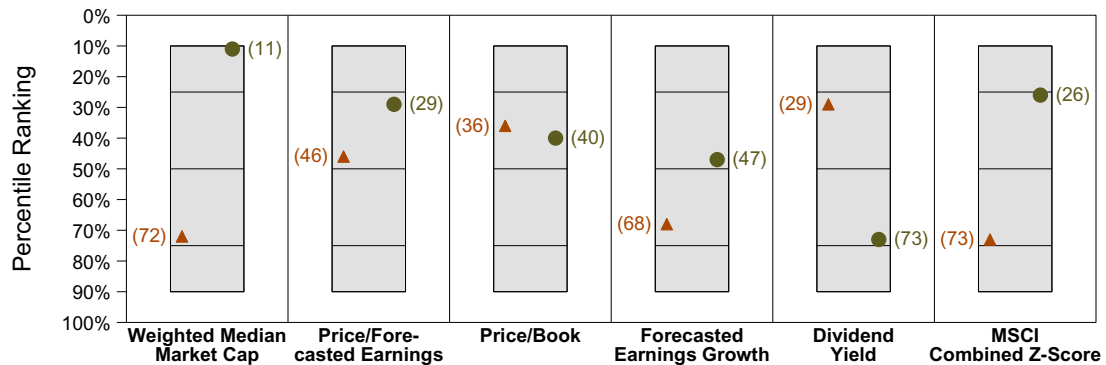 Percentile Ranking
0%
10%
20%
30%
40%
50%
60%
70%
80%
90%
100%
(72)
(11)
(46)
(29)
(36)
(40)
(68)
(47)
(29)
(73)
(73)
(26)
Weighted Median
Market Cap
Price/Fore-
casted Earnings
Price/Book
Forecasted
Earnings Growth
Dividend
Yield
MSCI
Combined Z-Score